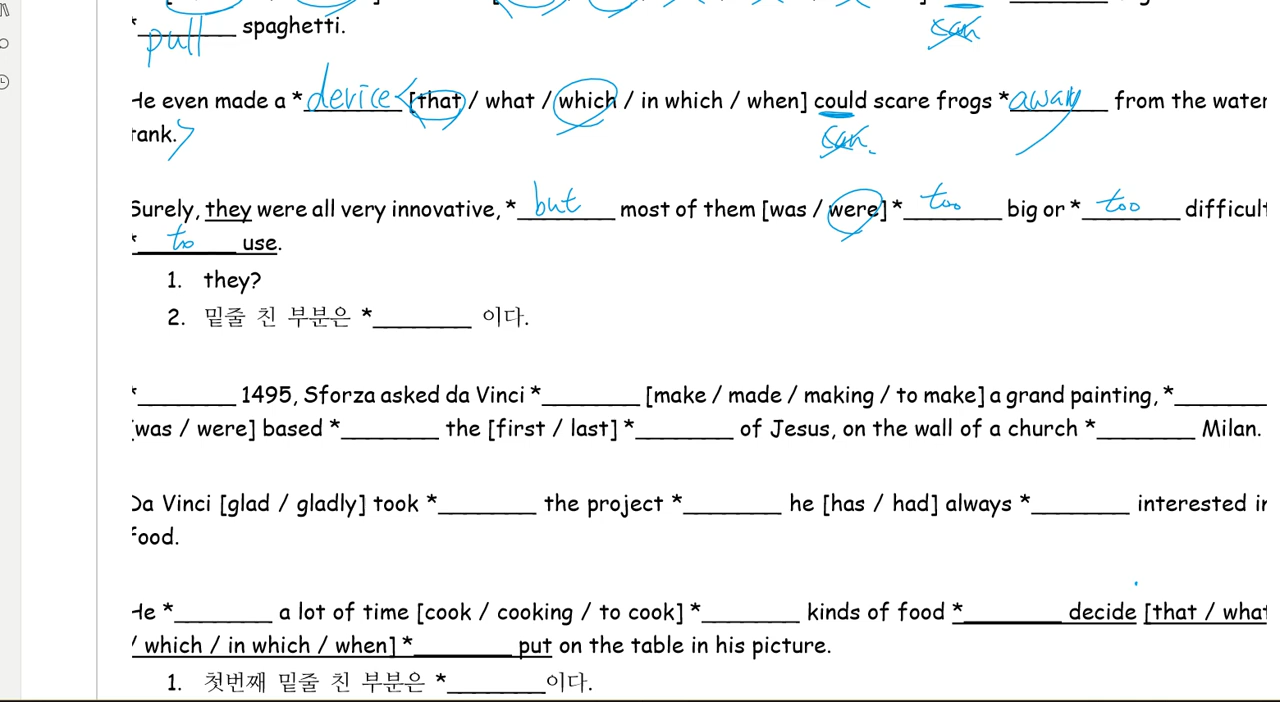 *________ spaghetti.
pull can
He even made a *device [that / what / which / in which / when] could scare frogs *away from the water
tank.
can.
Surely, they were all very innovative, *but most of them [was / were] *too big or *too difficult
*to use.
1. they?
2. 밑줄 친 부분은 *________ 이다.
*________ 1495, Sforza asked da Vinci *________ [make / made / making / to make] a grand painting, *________
[was / were] based *________ the [first / last] *________ of Jesus, on the wall of a church *________ Milan.
Da Vinci [glad / gladly] took *________ the project *________ he [has / had] always *________ interested in
food.
He *________ a lot of time [cook / cooking / to cook] *________ kinds of food *________ decide [that / what
/ which / in which / when] *________ put on the table in his picture.
1. 첫번째 밑줄 친 부분은 *________이다.